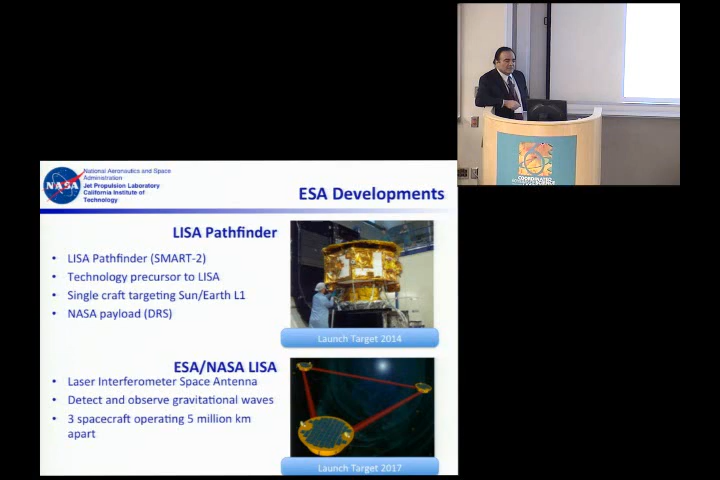 National Aeronautics and Space
Administration
Jet Propulsion Laboratory
California Institute of
Technology
NASA
ESA Developments
LISA Pathfinder
• LISA Pathfinder (SMART-2)
• Technology precursor to LISA
• Single craft targeting Sun/Earth L1
• NASA payload (DRS)
Launch Target 2014
ESA/NASA LISA
• Laser Interferometer Space Antenna
• Detect and observe gravitational waves
• 3 spacecraft operating 5 million km
apart
Launch Target 2017
COORDINATED
SCIENCE